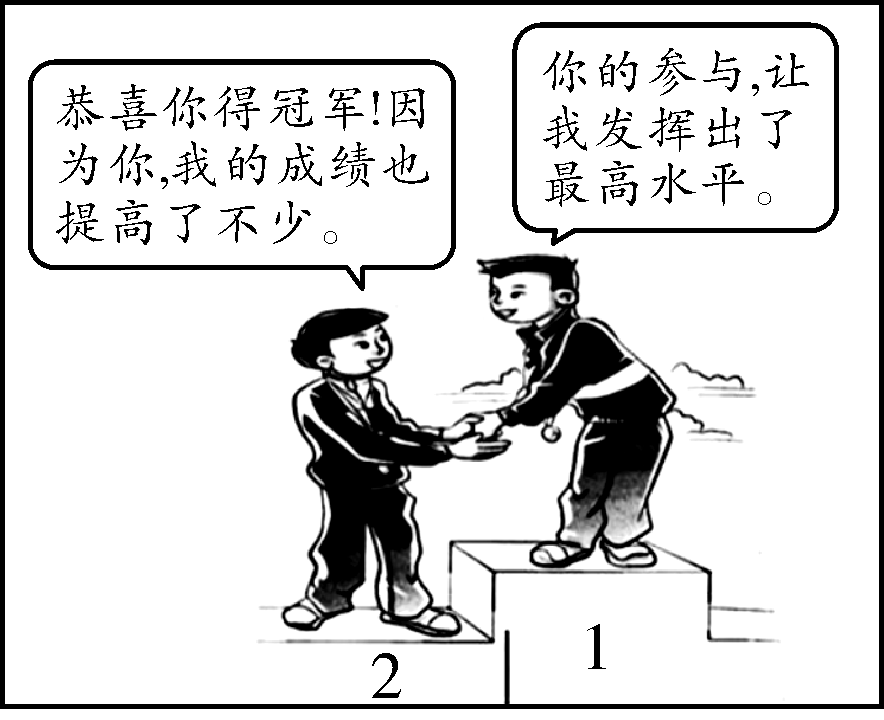 恭喜你得冠军!因
为你,我的成绩也
提高了不少。
你的参与,让
我发挥出了
最高水平。
2
1